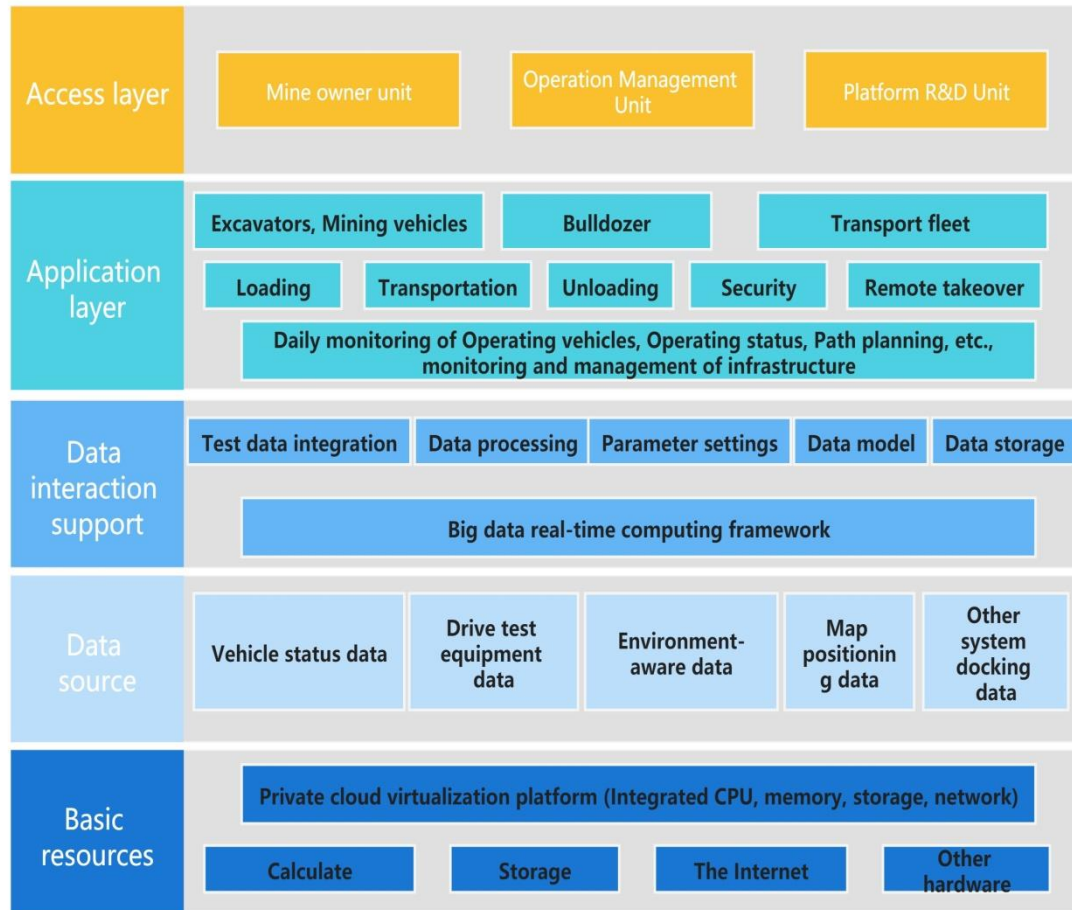 Access layer
Mine owner unit
Operation Management
Unit
Platform R&D Unit
Application
layer
Excavators, Mining vehicles
Bulldozer
Transport fleet
Loading
Transportation
Unloading
Security
Remote takeover
Daily monitoring of Operating vehicles, Operating status, Path planning, etc.,
monitoring and management of infrastructure
Data
interaction
support
Test data integration
Data processing
Parameter settings
Data model
Data storage
Big data real-time computing framework
Data
source
Vehicle status data
Drive test
equipment
data
Environment-
aware data
Map
positionin
g data
Other
system
docking
data
Basic
resources
Private cloud virtualization platform (Integrated CPU, memory, storage, network)
Calculate
Storage
The Internet
Other
hardware